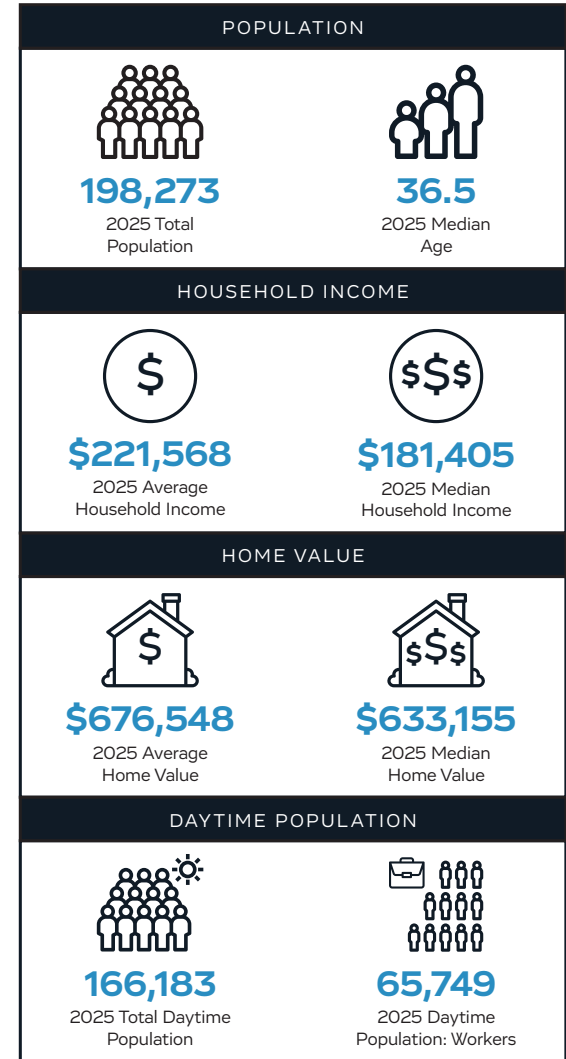 POPULATION
198,273
2025 Total
Population
36.5
2025 Median
Age
HOUSEHOLD INCOME
$
$221,568
2025 Average
Household Income
$$$
$181,405
2025 Median
Household Income
HOME VALUE
$
$676,548
2025 Average
Home Value
$$$
$633,155
2025 Median
Home Value
DAYTIME POPULATION
166,183
2025 Total Daytime
Population
65,749
2025 Daytime
Population: Workers